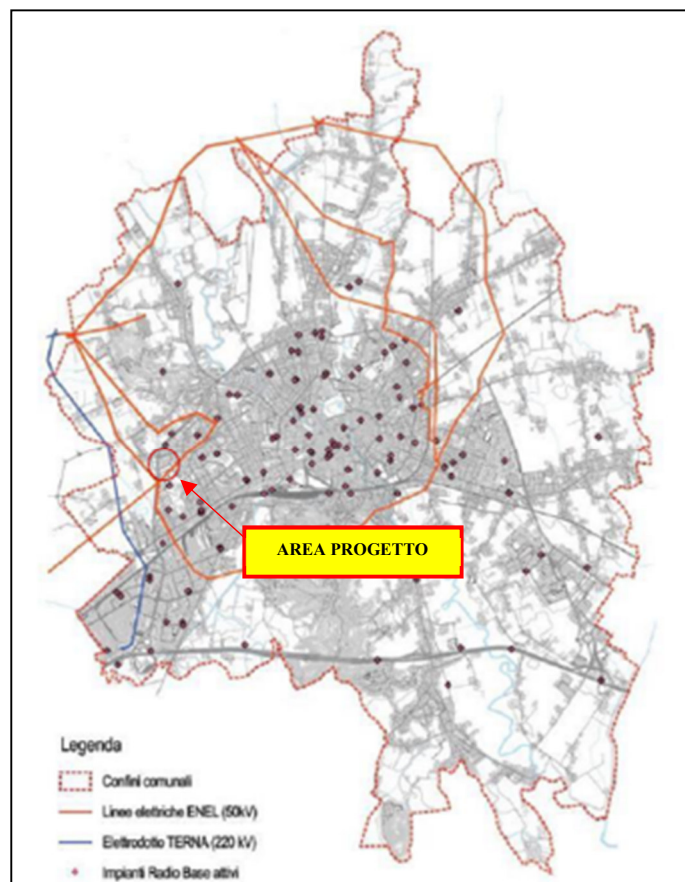 AREA PROGETTO
Legenda
Confini comunali
Linee elettriche ENEL (50kV)
Elettrodotto TERNA (220 kV)
Impianti Radio Base attivi